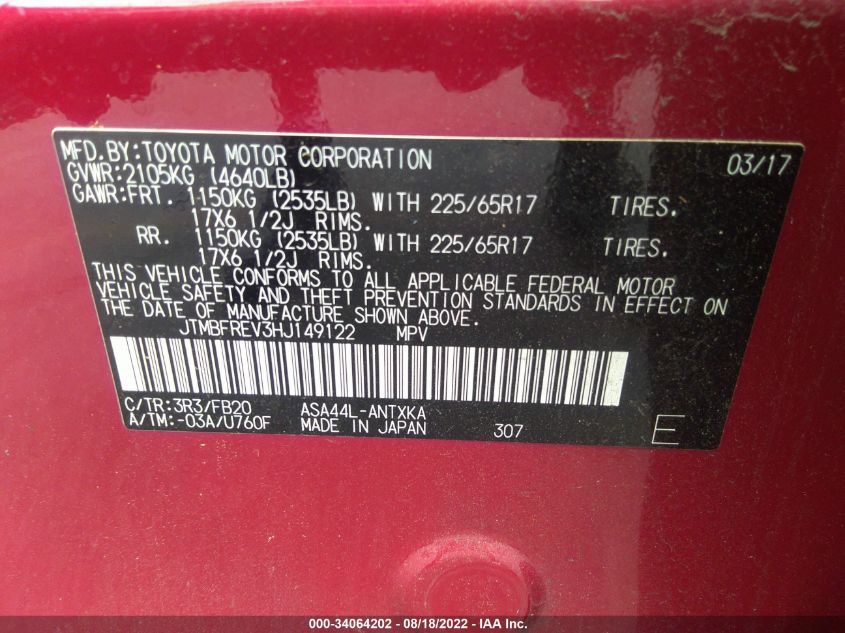 MFD.BY:TOYOTA MOTOR CORPORATION 03/17
GVWR:2105KG (4640LB)
GAWR:FRT. 1150KG (2535LB) WITH 225/65R17 TIRES.
17X6 1/2J RIMS.
RR. 1150KG (2535LB) WITH 225/65R17 TIRES.
17X6 1/2J RIMS.
THIS VEHICLE CONFORMS TO ALL APPLICABLE FEDERAL MOTOR
VEHICLE SAFETY AND THEFT PREVENTION STANDARDS IN EFFECT ON
THE DATE OF MANUFACTURE SHOWN ABOVE.
JTMBFREV3HJ149122 MPV
C/TR:3R3/FB20 ASA44L-ANTXKA
A/TM:-03A/U760F MADE IN JAPAN 307 E
000-34064202 - 08/18/2022 - IAA Inc.